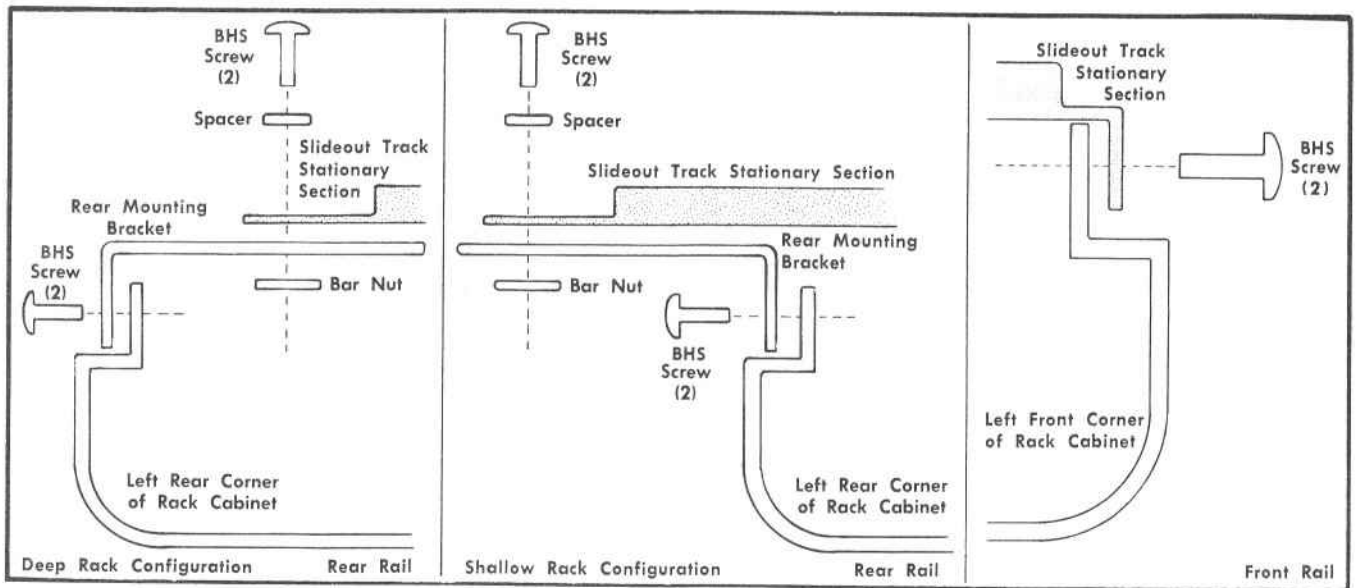 BHS
Screw
(2)
Spacer
Slideout Track
Stationary
Section
Rear Mounting
Bracket
BHS
Screw
(2)
Bar Nut
Left Rear Corner
of Rack Cabinet
Deep Rack Configuration
Rear Rail
BHS
Screw
(2)
Spacer
Slideout Track Stationary Section
Rear Mounting
Bracket
Bar Nut
BHS
Screw
(2)
Left Rear Corner
of Rack Cabinet
Shallow Rack Configuration
Rear Rail
Slideout Track
Stationary
Section
BHS
Screw
(2)
Left Front Corner
of Rack Cabinet
Front Rail